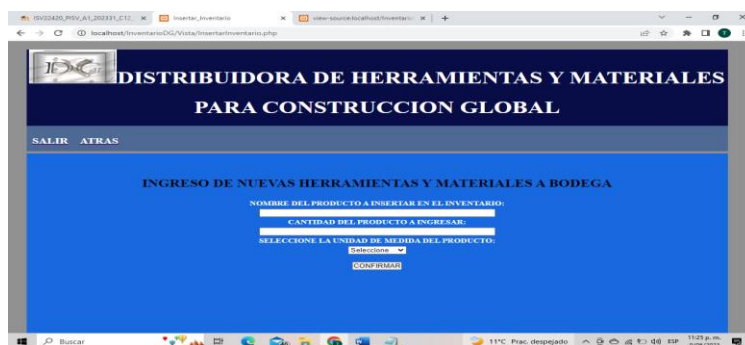 ISV22420_MSV_A1_202331_C12.
Insertar_Inventario
view-source:localhost/Inventario
localhost/InventarioDG/Vista/InsertarInventario.php
DISTRIBUIDORA DE HERRAMIENTAS Y MATERIALES
PARA CONSTRUCCION GLOBAL
SALIR ATRAS
INGRESO DE NUEVAS HERRAMIENTAS Y MATERIALES A BODEGA
NOMBRE DEL PRODUCTO A INSERTAR EN EL INVENTARIO:
CANTIDAD DEL PRODUCTO A INGRESAR:
SELECCIONE LA UNIDAD DE MEDIDA DEL PRODUCTO:
Seleccione
CONFIRMAR
Buscar
11°C Prac. despejado
ESP
11:25 p. m.